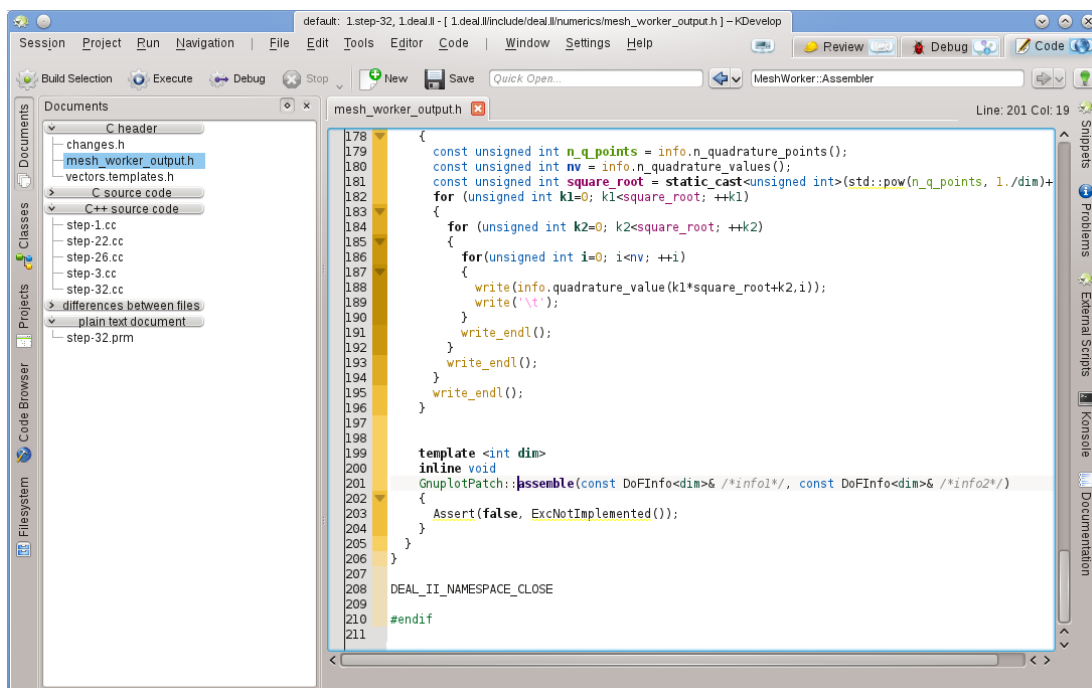 default: 1.step-32, 1.deal.II - [ 1.deal.II/include/deal.II/numerics/mesh_worker_output.h ] – KDevelop
Session Project Run Navigation File Edit Tools Editor Code Window Settings Help Review Debug Code
Build Selection Execute Debug Stop New Save Quick Open... MeshWorker::Assembler
Documents
mesh_worker_output.h
Line: 201 Col: 19
C header
changes.h
mesh_worker_output.h
vectors.templates.h
C source code
C++ source code
step-1.cc
step-22.cc
step-26.cc
step-3.cc
step-32.cc
differences between files
plain text document
step-32.prm
Documents
Classes
Projects
Code Browser
Filesystem
178 {
179 const unsigned int n_q_points = info.n_quadrature_points();
180 const unsigned int nv = info.n_quadrature_values();
181 const unsigned int square_root = static_cast<unsigned int>(std::pow(n_q_points, 1./dim)+
182 for (unsigned int k1=0; k1<square_root; ++k1)
183 {
184 for (unsigned int k2=0; k2<square_root; ++k2)
185 {
186 for(unsigned int i=0; i<nv; ++i)
187 {
188 write(info.quadrature_value(k1*square_root+k2,i));
189 write('\t');
190 }
191 write_endl();
192 }
193 write_endl();
194 }
195 write_endl();
196 }
197
198
199 template <int dim>
200 inline void
201 GnuplotPatch::assemble(const DoFInfo<dim>& /*info1*/, const DoFInfo<dim>& /*info2*/)
202 {
203 Assert(false, ExcNotImplemented());
204 }
205 }
206 }
207
208 DEAL_II_NAMESPACE_CLOSE
209
210 #endif
211
Snippets
Problems
External Scripts
Konsole
Documentation